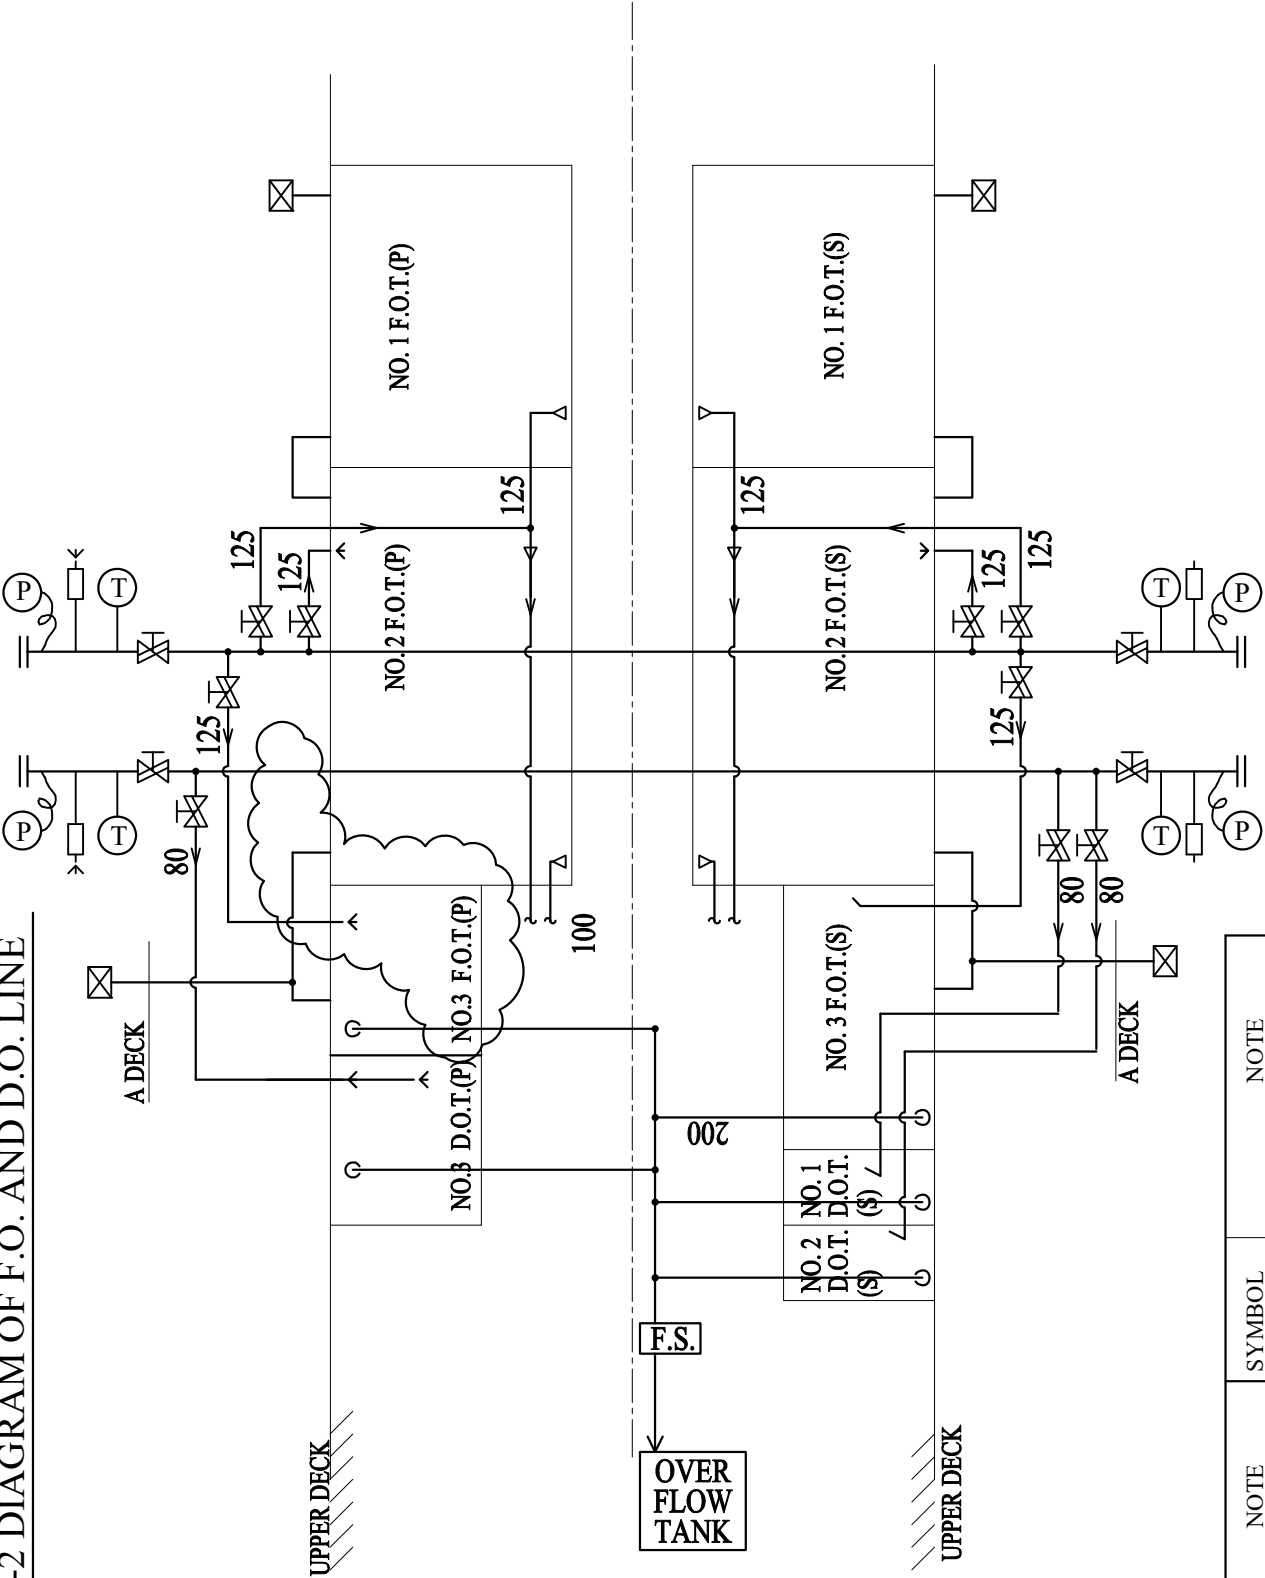 -2 DIAGRAM OF F.O. AND D.O. LINE
NO. 1 F.O.T.(P)
NO. 1 F.O.T.(S)
125
125
125
125
125
125
NO. 2 F.O.T.(P)
NO. 2 F.O.T.(S)
P
T
T
P
125
125
P
T
T
P
80
80
80
100
NO.3 F.O.T.(P)
NO. 3 F.O.T.(S)
A DECK
A DECK
NO.3 D.O.T.(P)
200
NO. 1
D.O.T.
(S)
NO. 2
D.O.T.
(S)
F.S.
OVER
FLOW
TANK
UPPER DECK
UPPER DECK
NOTE
SYMBOL
NOTE